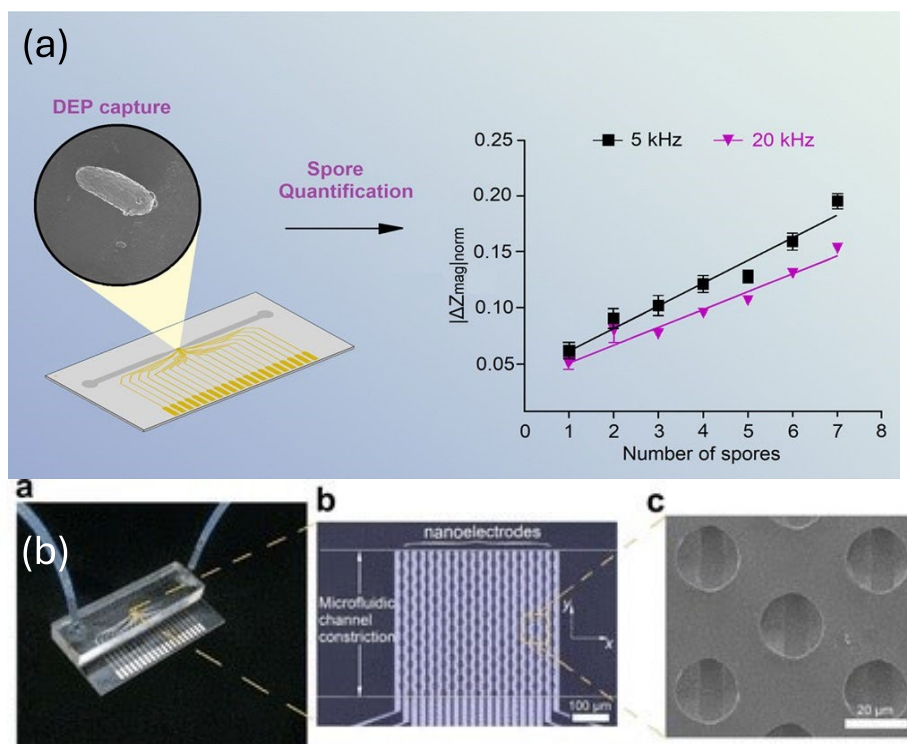 (a)
DEP capture
Spore
Quantification
5 kHz
20 kHz
0.25
0.20
0.15
0.10
0.05
|ΔZmag|norm
0
1
2
3
4
5
6
7
8
Number of spores
a
b
c
(b)
nanoelectrodes
Microfluidic
channel
constriction
y
x
100 µm
20 µm